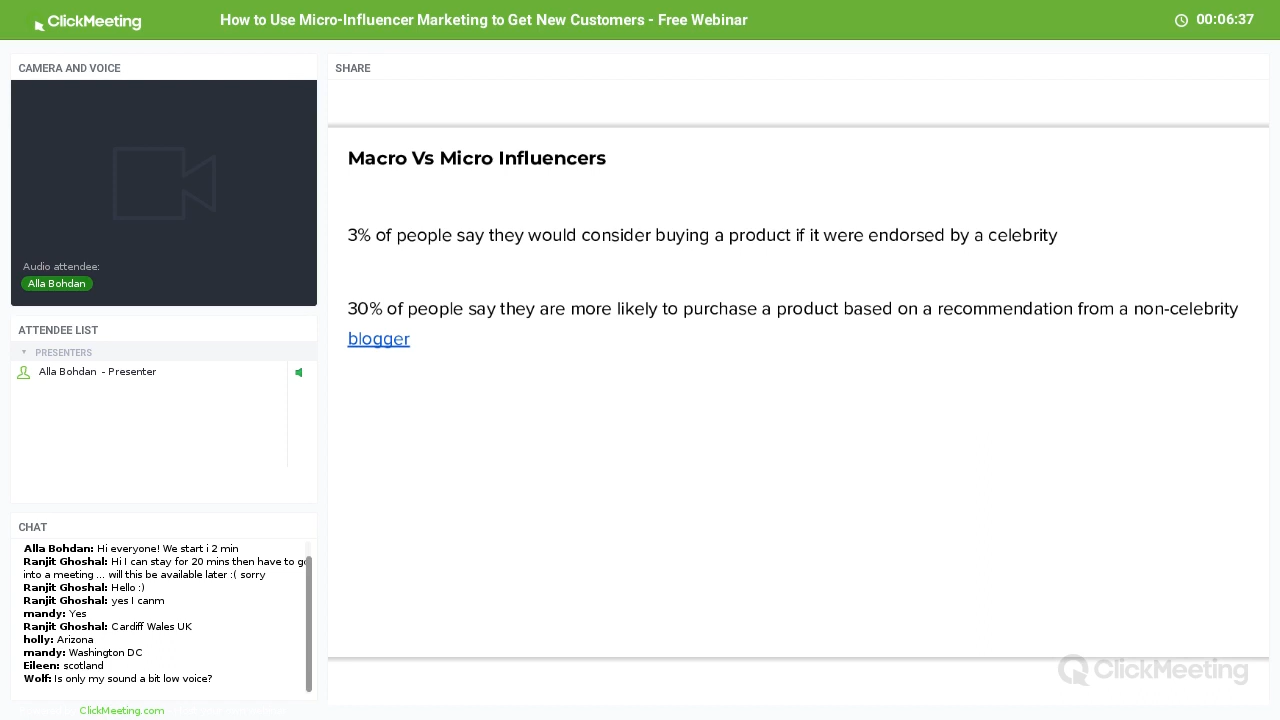 ClickMeeting
How to Use Micro-Influencer Marketing to Get New Customers - Free Webinar
00:06:37
CAMERA AND VOICE
Audio attendee:
Alla Bohdan
ATTENDEE LIST
PRESENTERS
Alla Bohdan - Presenter
CHAT
Alla Bohdan: Hi everyone! We start i 2 min
Ranjit Ghoshal: Hi I can stay for 20 mins then have to go
into a meeting ... will this be available later :( sorry
Ranjit Ghoshal: Hello :)
Ranjit Ghoshal: yes I canm
mandy: Yes
Ranjit Ghoshal: Cardiff Wales UK
holly: Arizona
mandy: Washington DC
Eileen: scotland
Wolf: Is only my sound a bit low voice?
ClickMeeting.com
SHARE
Macro Vs Micro Influencers
3% of people say they would consider buying a product if it were endorsed by a celebrity
30% of people say they are more likely to purchase a product based on a recommendation from a non-celebrity
blogger
ClickMeeting